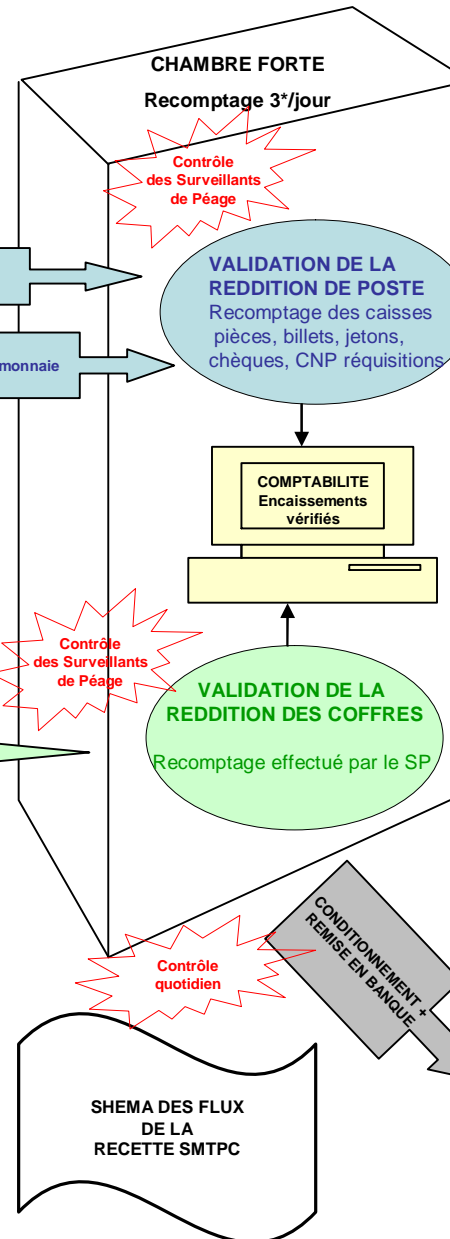 CHAMBRE FORTE
Recomptage 3*/jour
Contrôle
des Surveillants
de Péage
VALIDATION DE LA
REDDITION DE POSTE
Recomptage des caisses
pièces, billets, jetons,
chèques, CNP réquisitions
monnaie
COMPTABILITE
Encaissements
vérifiés
Contrôle
des Surveillants
de Péage
VALIDATION DE LA
REDDITION DES COFFRES
Recomptage effectué par le SP
CONDITIONNEMENT +
REMISE EN BANQUE
Contrôle
quotidien
SHEMA DES FLUX
DE LA
RECETTE SMTPC